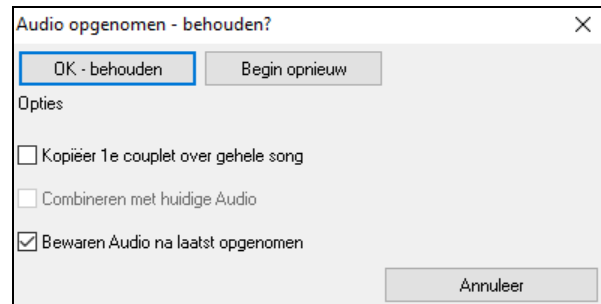 Audio opgenomen - behouden?
OK - behouden Begin opnieuw
Opties
Kopiëer 1e couplet over gehele song
Combineren met huidige Audio
Bewaren Audio na laatst opgenomen
Annuleer